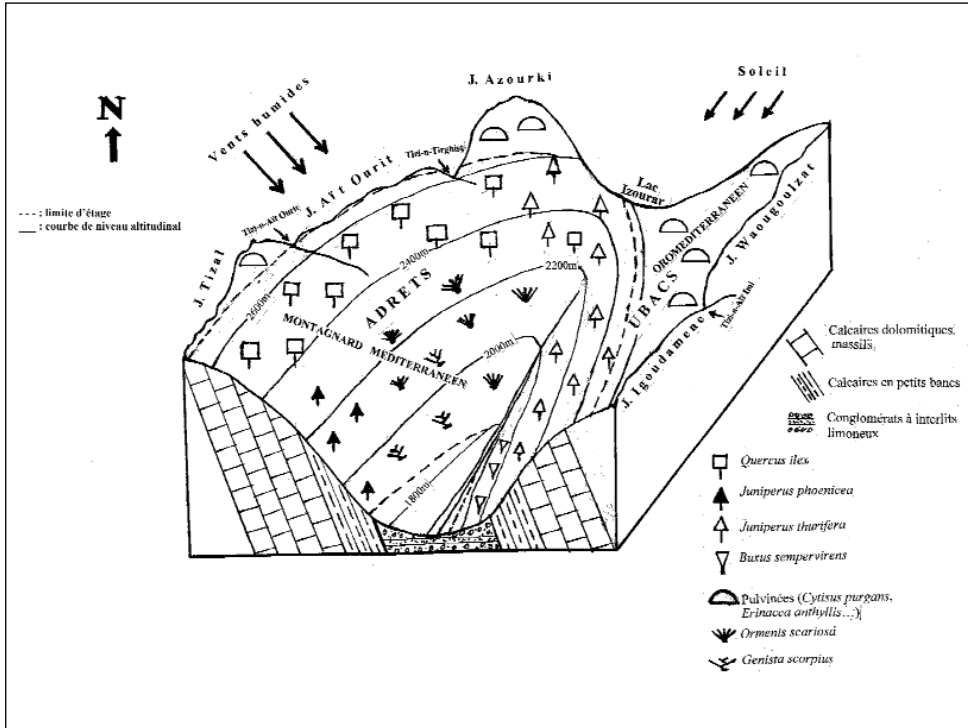 N
Vents humides
J. Azourki
Soleil
--- : limite d'étage
— : courbe de niveau altitudinal
J. Tizal
Tizi-n-Aït Ourit
J. Aït Ourit
Tizi-n-Tirghist
Lac
Izourar
OROMEDITERRANEEN
J. Waougoulzat
UBACS
Tizi-n-Aït Imi
J. Igoudamene
2600m
2400m
2200m
2000m
1800m
ADRETS
MONTAGNARD MEDITERRANEEN
Calcaires dolomitiques
massifs,
Calcaires en petits bancs
Conglomérats à interlits
limoneux
Quercus ilex
Juniperus phoenicea
Juniperus thurifera
Buxus sempervirens
Pulvinées (Cytisus purgans,
Erinacea anthyllis...)
Ormenis scariosa
Genista scorpius